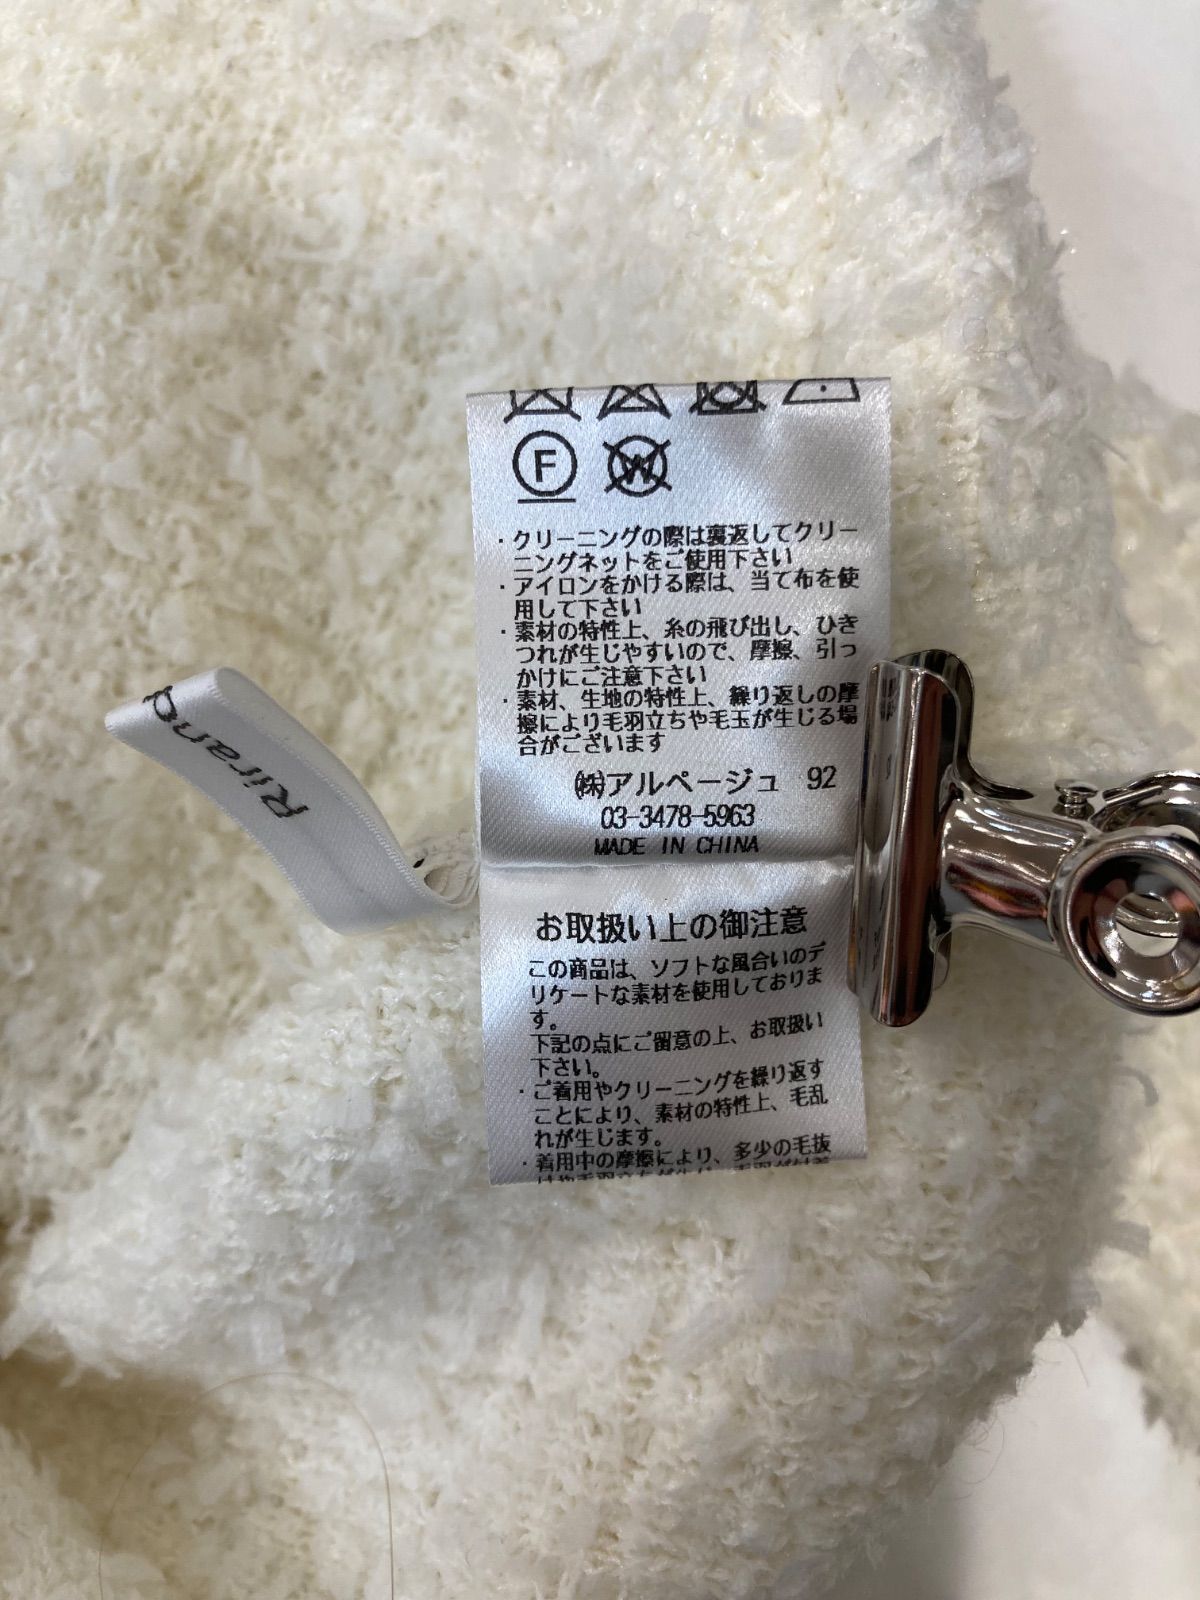 F W
・クリーニングの際は裏返してクリー
ニングネットをご使用下さい
・アイロンをかける際は、当て布を使
用して下さい
・素材の特性上、糸の飛び出し、ひき
つれが生じやすいので、摩擦、引っ
かけにご注意下さい
・素材、生地の特性上、繰り返しの摩
擦により毛羽立ちや毛玉が生じる場
合がございます
㈱アルページュ 92
03-3478-5963
MADE IN CHINA
お取扱い上の御注意
この商品は、ソフトな風合いのデ
リケートな素材を使用しておりま
す。
下記の点にご留意の上、お取扱い
下さい。
・ご着用やクリーニングを繰り返す
ことにより、素材の特性上、毛乱
れが生じます。
・着用中の摩擦により、多少の毛抜
Rirand